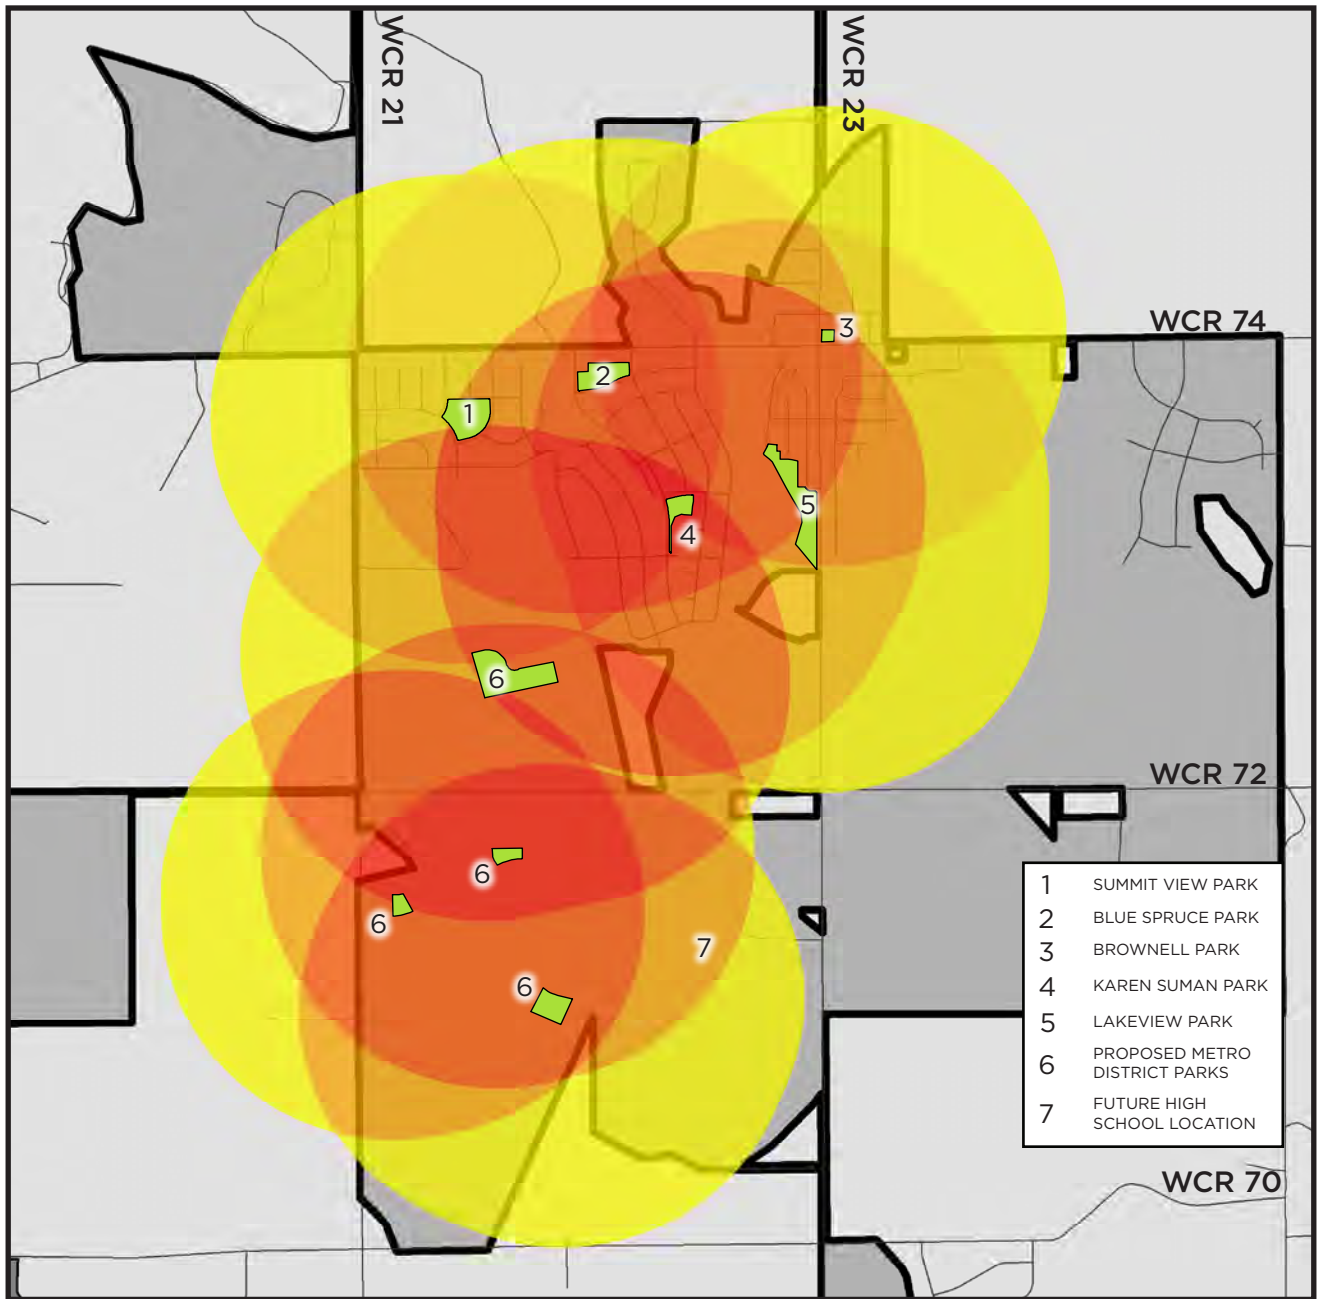 WCR 21
WCR 23
WCR 74
3
2
1
5
4
6
WCR 72
6
6
7
6
1 SUMMIT VIEW PARK
2 BLUE SPRUCE PARK
3 BROWNELL PARK
4 KAREN SUMAN PARK
5 LAKEVIEW PARK
6 PROPOSED METRO
DISTRICT PARKS
7 FUTURE HIGH
SCHOOL LOCATION
WCR 70